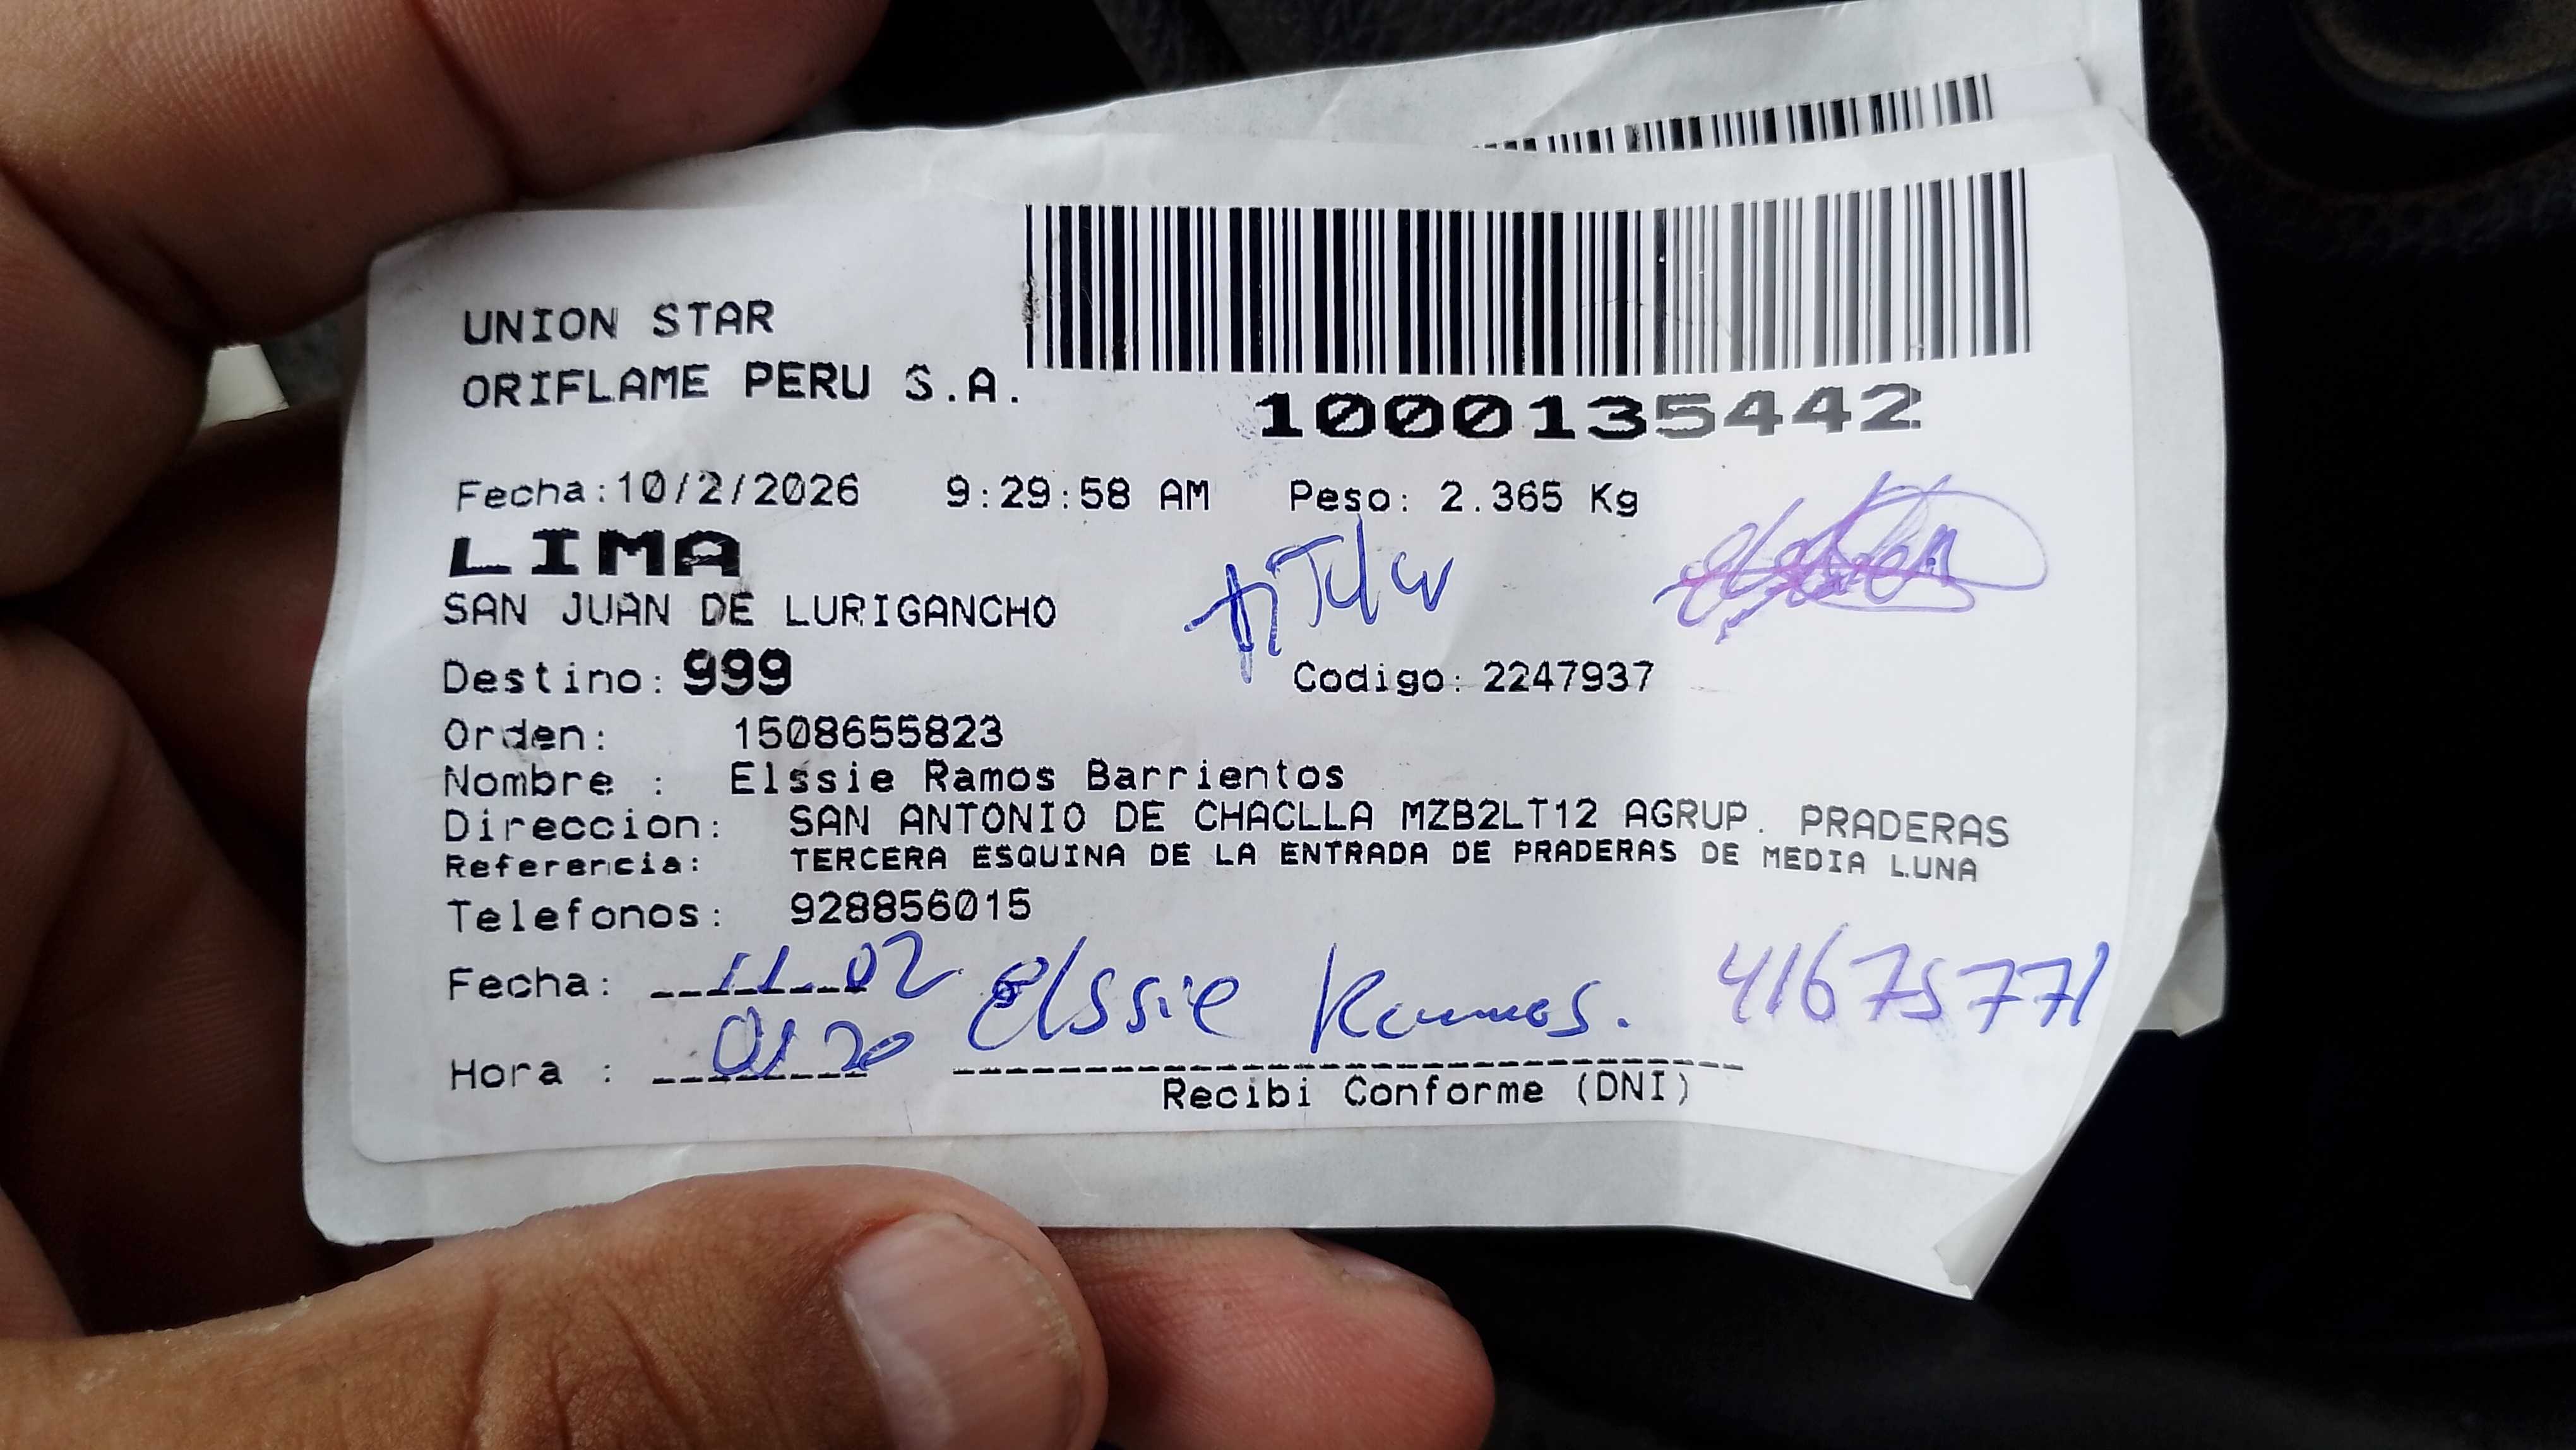 UNION STAR
ORIFLAME PERU S.A.
1000135442
Fecha:10/2/2026 9:29:58 AM Peso: 2.365 Kg
LIMA
SAN JUAN DE LURIGANCHO
Destino: 999 Codigo: 2247937
Orden: 1508655823
Nombre : Elssie Ramos Barrientos
Direccion: SAN ANTONIO DE CHACLLA MZB2LT12 AGRUP. PRADERAS
Referencia: TERCERA ESQUINA DE LA ENTRADA DE PRADERAS DE MEDIA LUNA
Telefonos: 928856015
Fecha: 11.02 Elssie Ramos. 41675771
Hora : 01 20
Recibi Conforme (DNI)